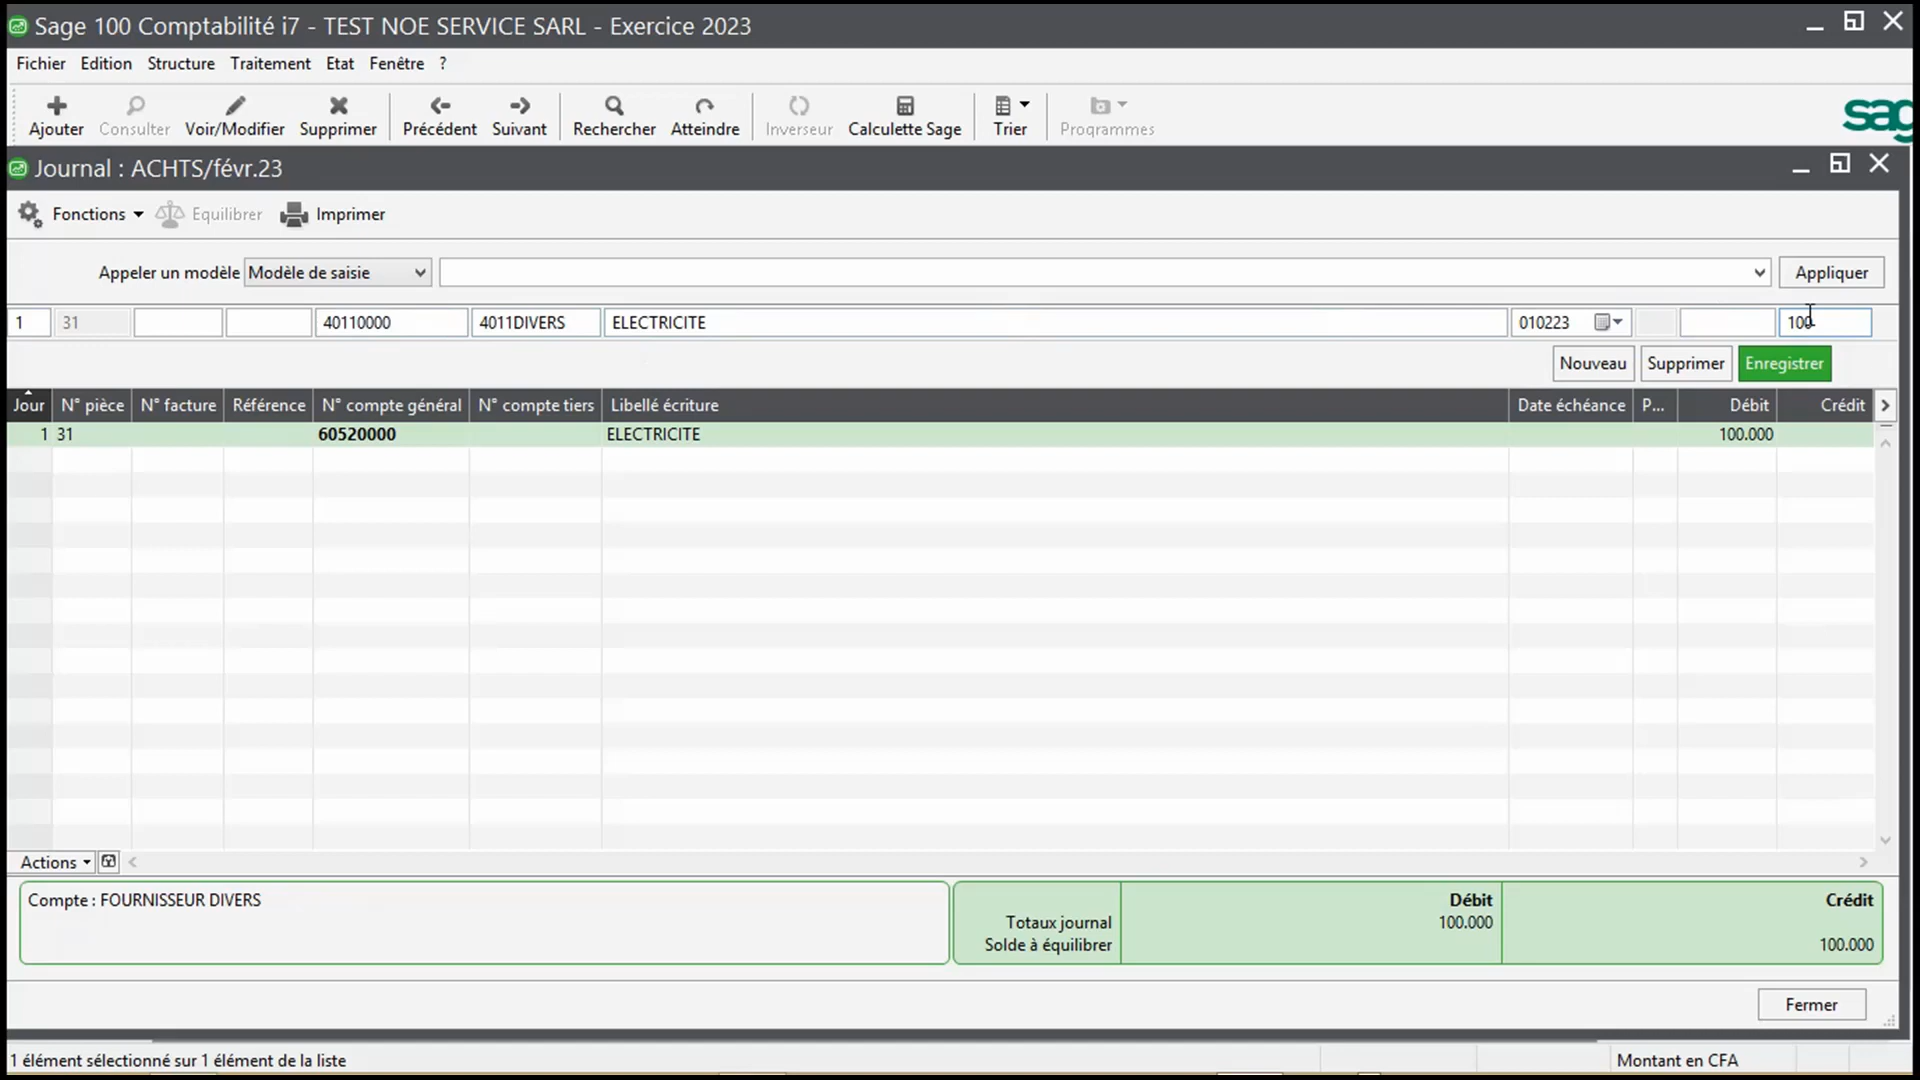 Sage 100 Comptabilité i7 - TEST NOE SERVICE SARL - Exercice 2023
Fichier Edition Structure Traitement Etat Fenêtre ?
Ajouter Consulter Voir/Modifier Supprimer Précédent Suivant Rechercher Atteindre Inverseur Calculette Sage Trier Programmes
Journal : ACHTS/févr.23
Fonctions Equilibrer Imprimer
Appeler un modèle Modèle de saisie Appliquer
1 31 40110000 4011DIVERS ELECTRICITE 010223 100
Nouveau Supprimer Enregistrer
Jour N° pièce N° facture Référence N° compte général N° compte tiers Libellé écriture Date échéance P... Débit Crédit
1 31 60520000 ELECTRICITE 100.000
Actions
Compte : FOURNISSEUR DIVERS
Débit Crédit
Totaux journal 100.000
Solde à équilibrer 100.000
Fermer
1 élément sélectionné sur 1 élément de la liste Montant en CFA